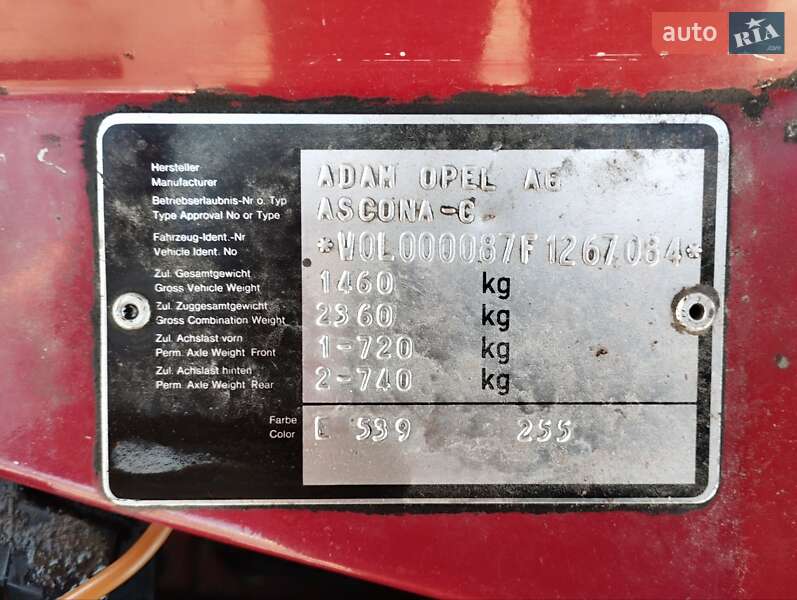 auto RIA.com
Hersteller
Manufacturer
ADAM OPEL AG
Betriebserlaubnis-Nr o. Typ
Type Approval No or Type
ASCONA-C
Fahrzeug-Ident.-Nr
Vehicle Ident. No
*W0L000087F1267084*
Zul. Gesamtgewicht
Gross Vehicle Weight
1460 kg
Zul. Zuggesamtgewicht
Gross Combination Weight
2360 kg
Zul. Achslast vorn
Perm. Axle Weight Front
1-720 kg
Zul. Achslast hinten
Perm. Axle Weight Rear
2-740 kg
Farbe
Color
L 539 255